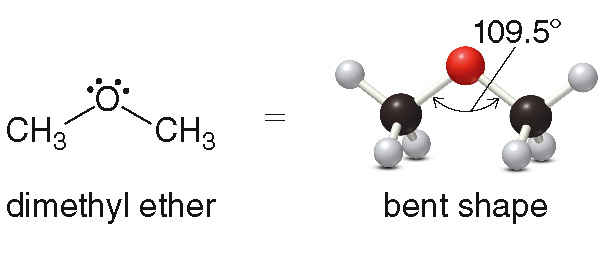 109.5°
O
CH3 CH3 =
dimethyl ether bent shape